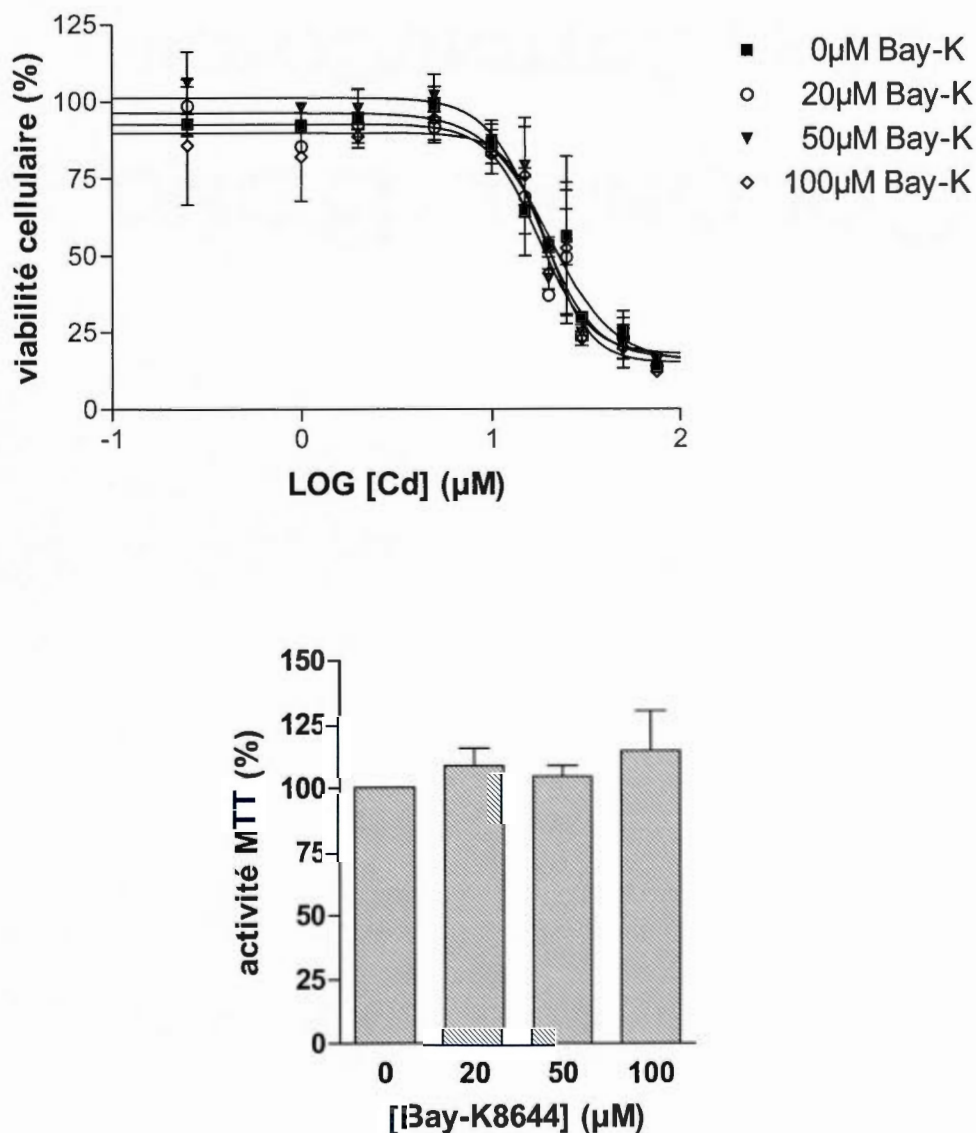 125
100
75
50
25
0
viabilité cellulaire (%)
-1 0 1 2
LOG [Cd] (µM)
0µM Bay-K
20µM Bay-K
50µM Bay-K
100µM Bay-K
150
125
100
75
50
25
0
activité MTT (%)
0 20 50 100
[Bay-K8644] (µM)